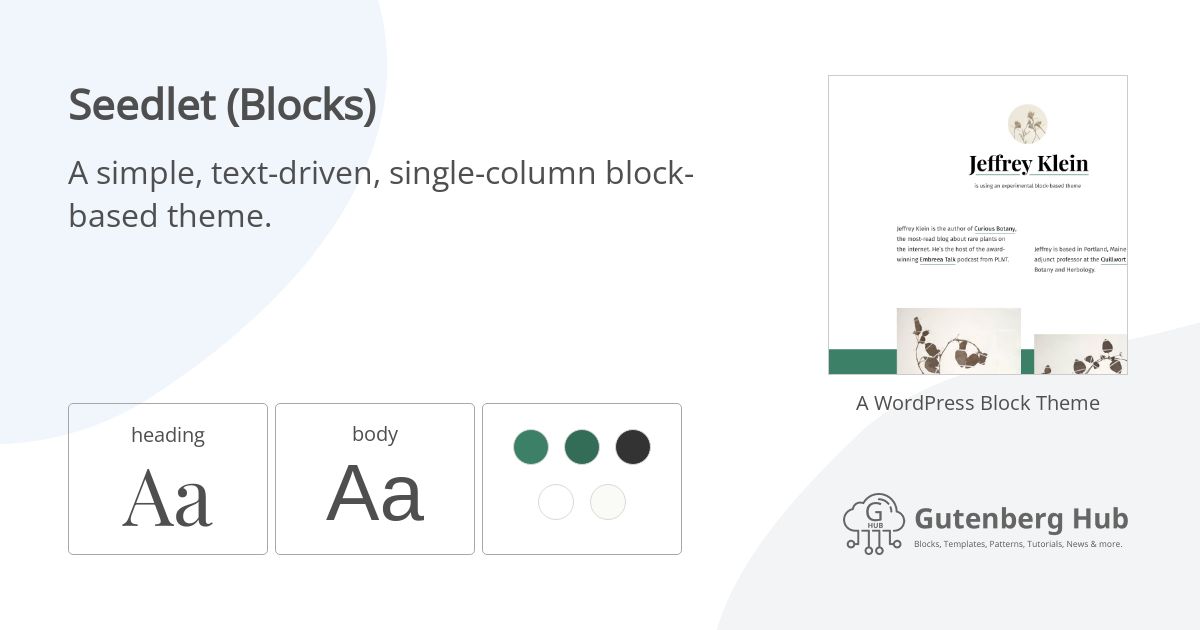 Seedlet (Blocks)
A simple, text-driven, single-column block-
based theme.
heading
Aa
body
Aa
Jeffrey Klein
is using an experimental block-based theme
Jeffrey Klein is the author of Curious Botany,
the most-read blog about rare plants on
the internet. He's the host of the award-
winning Embreea Talk podcast from PLNT.
Jeffrey is based in Portland, Maine
adjunct professor at the Quillwort
Botany and Herbology.
A WordPress Block Theme
G
HUB
Gutenberg Hub
Blocks, Templates, Patterns, Tutorials, News & more.